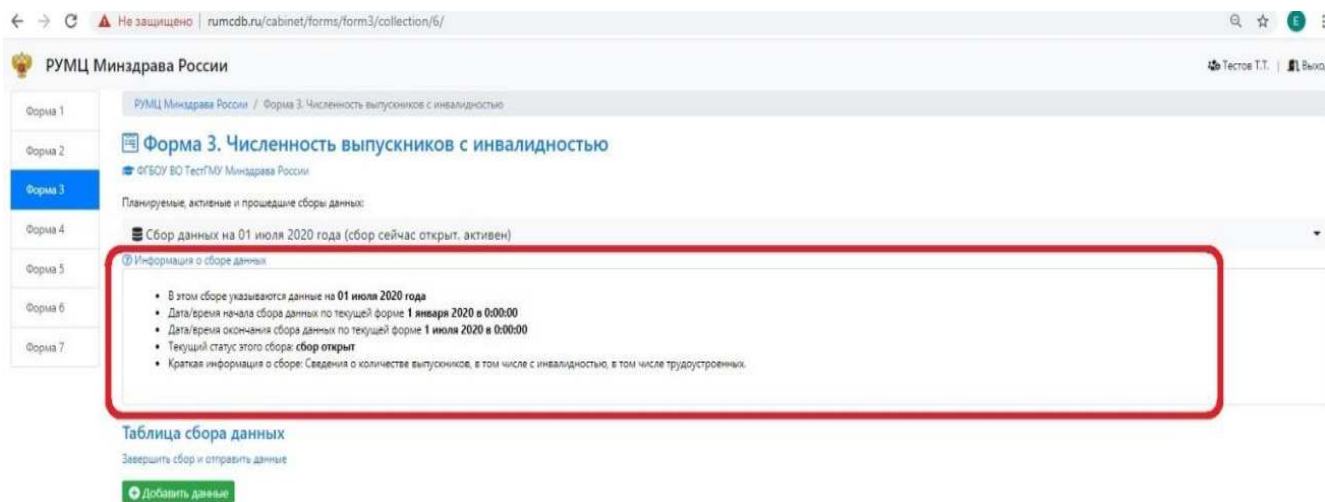 Не защищено | rumcdb.ru/cabinet/forms/form3/collection/6/
E
РУМЦ Минздрава России
Тестов Т.Т. |
Форма 1
Форма 2
Форма 3
Форма 4
Форма 5
Форма 6
Форма 7
РУМЦ Минздрава России / Форма 3. Численность выпускников с инвалидностью
Форма 3. Численность выпускников с инвалидностью
ФГБОУ ВО ТестГМУ Минздрава России
Планируемые, активные и прошедшие сборы данных:
Сбор данных на 01 июля 2020 года (сбор сейчас открыт, активен)
Информация о сборе данных
• В этом сборе указываются данные на 01 июля 2020 года
• Дата/время начала сбора данных по текущей форме 1 января 2020 в 0:00:00
• Дата/время окончания сбора данных по текущей форме 1 июля 2020 в 0:00:00
• Текущий статус этого сбора: сбор открыт
• Краткая информация о сборе: Сведения о количестве выпускников, в том числе с инвалидностью, в том числе трудоустроенных.
Таблица сбора данных
Завершить сбор и отправить данные
Добавить данные